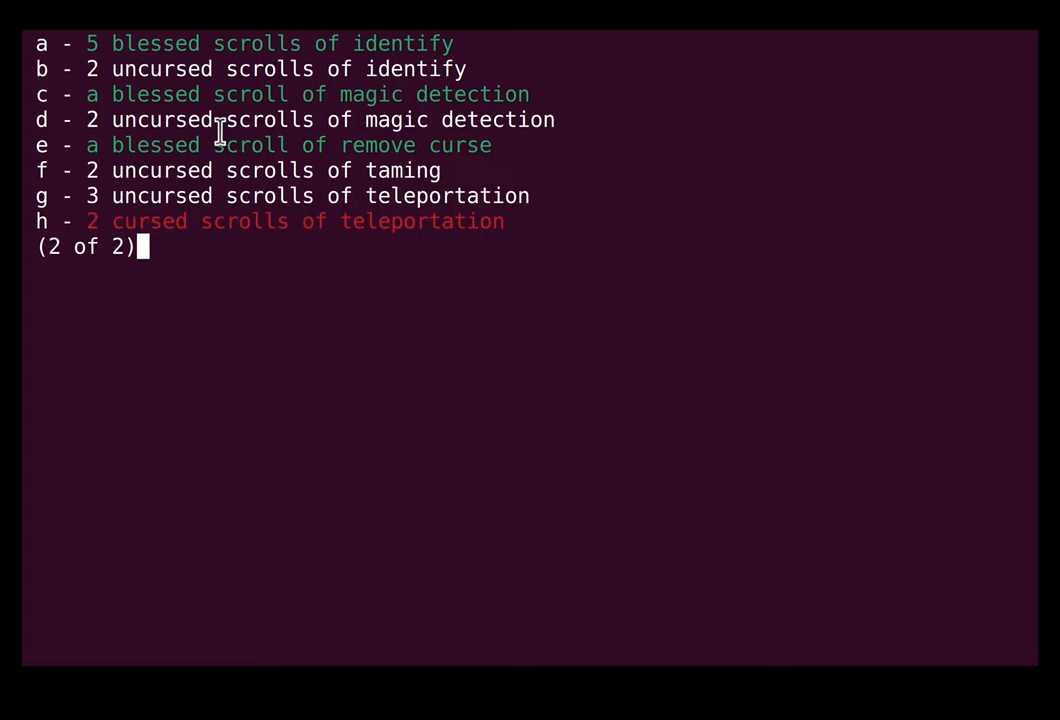 a - 5 blessed scrolls of identify
b - 2 uncursed scrolls of identify
c - a blessed scroll of magic detection
d - 2 uncursed scrolls of magic detection
e - a blessed scroll of remove curse
f - 2 uncursed scrolls of taming
g - 3 uncursed scrolls of teleportation
h - 2 cursed scrolls of teleportation
(2 of 2)